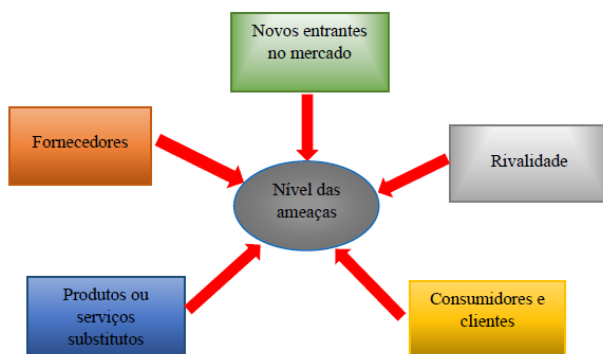 Novos entrantes
no mercado
Fornecedores
Rivalidade
Nível das
ameaças
Produtos ou
serviços
substitutos
Consumidores e
clientes